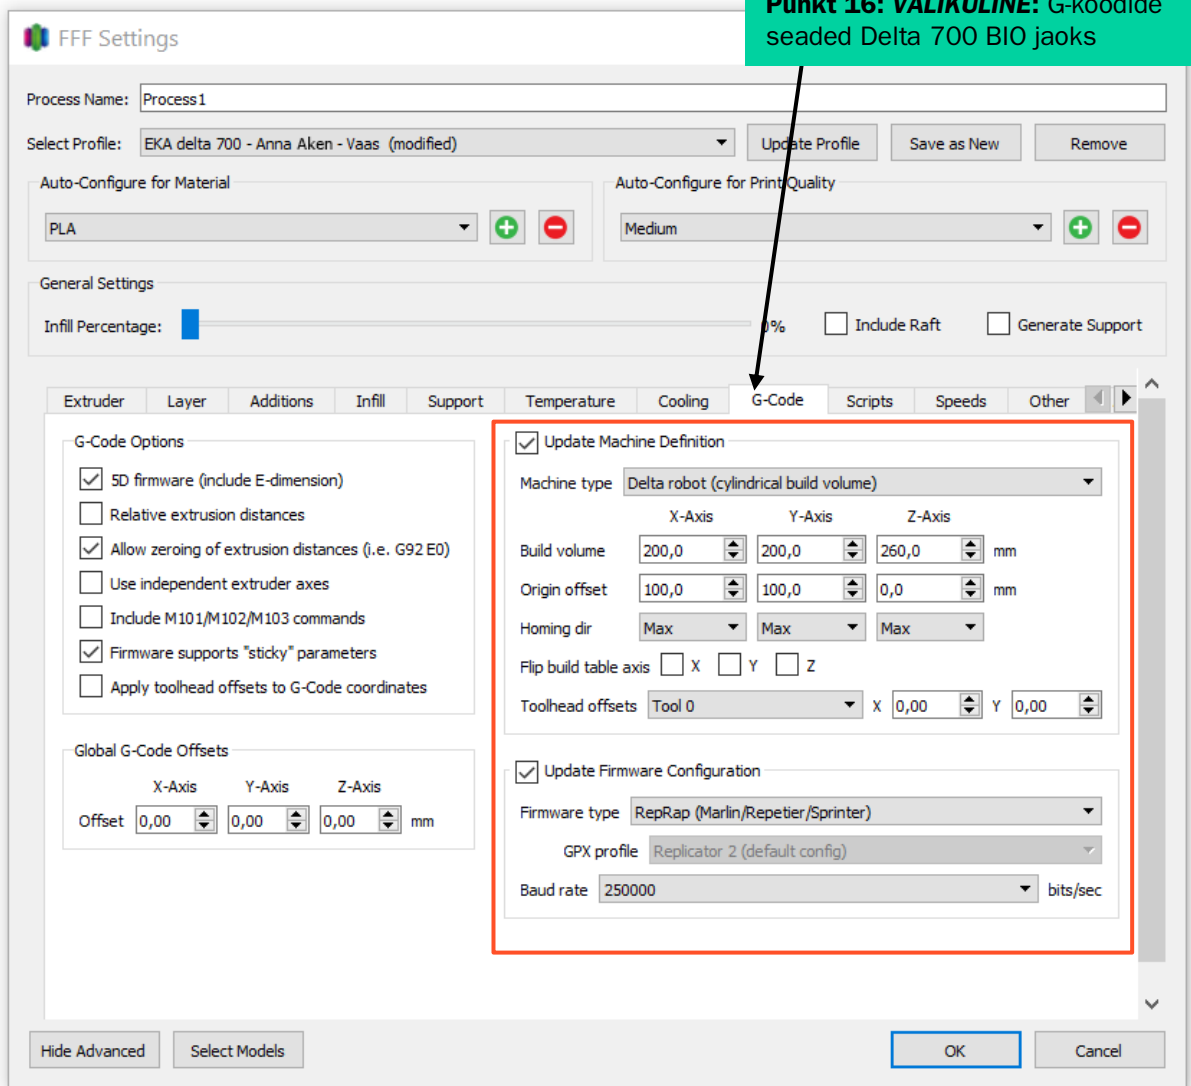 Punkt 16: VALIKULINE: G-koodide
seaded Delta 700 BIO jaoks
FFF Settings
Process Name: Process1
Select Profile: EKA delta 700 - Anna Aken - Vaas (modified) Update Profile Save as New Remove
Auto-Configure for Material Auto-Configure for Print Quality
PLA Medium
General Settings
Infill Percentage: 0% Include Raft Generate Support
Extruder Layer Additions Infill Support Temperature Cooling G-Code Scripts Speeds Other
G-Code Options
5D firmware (include E-dimension)
Relative extrusion distances
Allow zeroing of extrusion distances (i.e. G92 E0)
Use independent extruder axes
Include M101/M102/M103 commands
Firmware supports "sticky" parameters
Apply toolhead offsets to G-Code coordinates
Global G-Code Offsets
X-Axis Y-Axis Z-Axis
Offset 0,00 0,00 0,00 mm
Update Machine Definition
Machine type Delta robot (cylindrical build volume)
X-Axis Y-Axis Z-Axis
Build volume 200,0 200,0 260,0 mm
Origin offset 100,0 100,0 0,0 mm
Homing dir Max Max Max
Flip build table axis X Y Z
Toolhead offsets Tool 0 X 0,00 Y 0,00
Update Firmware Configuration
Firmware type RepRap (Marlin/Repetier/Sprinter)
GPX profile Replicator 2 (default config)
Baud rate 250000 bits/sec
Hide Advanced Select Models OK Cancel